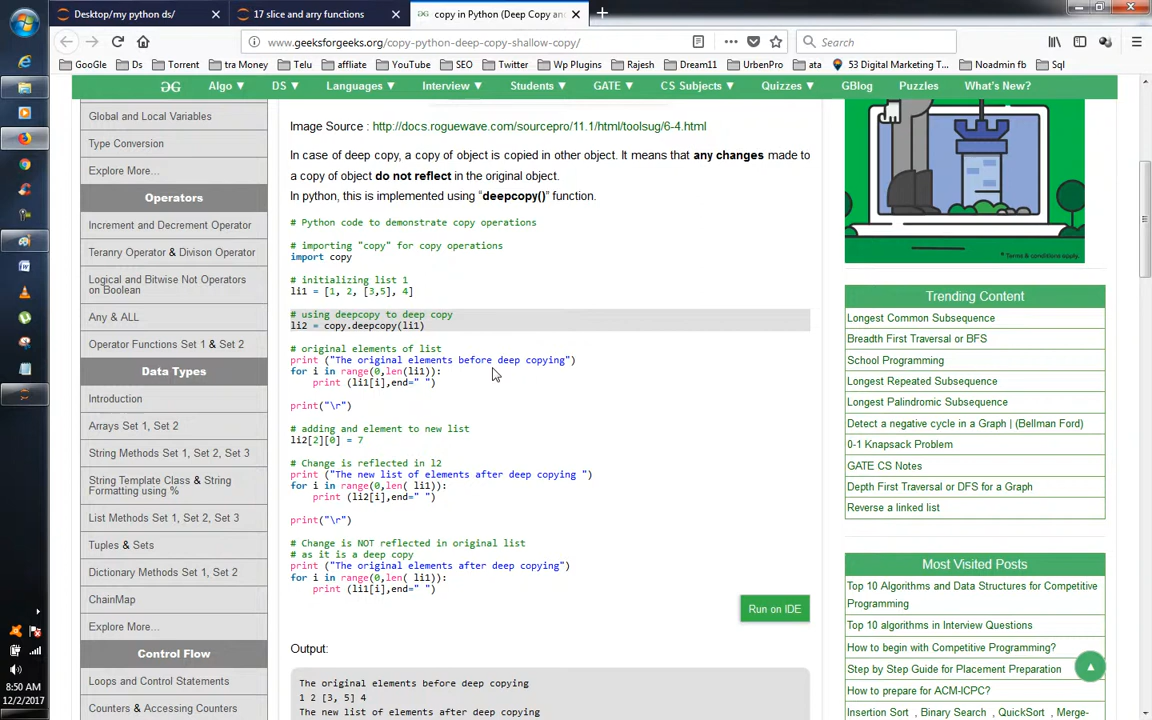 Desktop/my python ds/
17 slice and arry functions
copy in Python (Deep Copy an
www.geeksforgeeks.org/copy-python-deep-copy-shallow-copy/
Search
GooGle
Ds
Torrent
tra Money
Telu
affiliate
YouTube
SEO
Twitter
Wp Plugins
Rajesh
Dream11
UrbenPro
ata
53 Digital Marketing T...
Noadmin fb
Sql
Algo ▼
DS ▼
Languages ▼
Interview ▼
Students ▼
GATE ▼
CS Subjects ▼
Quizzes ▼
GBlog
Puzzles
What's New?
Global and Local Variables
Type Conversion
Explore More...
Operators
Increment and Decrement Operator
Teranry Operator & Divison Operator
Logical and Bitwise Not Operators
on Boolean
Any & ALL
Operator Functions Set 1 & Set 2
Data Types
Introduction
Arrays Set 1, Set 2
String Methods Set 1, Set 2, Set 3
String Template Class & String
Formatting using %
List Methods Set 1, Set 2, Set 3
Tuples & Sets
Dictionary Methods Set 1, Set 2
ChainMap
Explore More...
Control Flow
Loops and Control Statements
Counters & Accessing Counters
Image Source : http://docs.roguewave.com/sourcepro/11.1/html/toolsug/6-4.html
In case of deep copy, a copy of object is copied in other object. It means that any changes made to
a copy of object do not reflect in the original object.
In python, this is implemented using "deepcopy()" function.
# Python code to demonstrate copy operations
# importing "copy" for copy operations
import copy
# initializing list 1
li1 = [1, 2, [3,5], 4]
# using deepcopy to deep copy
li2 = copy.deepcopy(li1)
# original elements of list
print ("The original elements before deep copying")
for i in range(0,len(li1)):
print (li1[i],end=" ")
print("\r")
# adding and element to new list
li2[2][0] = 7
# Change is reflected in l2
print ("The new list of elements after deep copying ")
for i in range(0,len( li1)):
print (li2[i],end=" ")
print("\r")
# Change is NOT reflected in original list
# as it is a deep copy
print ("The original elements after deep copying")
for i in range(0,len( li1)):
print (li1[i],end=" ")
Run on IDE
Output:
The original elements before deep copying
1 2 [3, 5] 4
The new list of elements after deep copying
* Terms & conditions apply.
Trending Content
Longest Common Subsequence
Breadth First Traversal or BFS
School Programming
Longest Repeated Subsequence
Longest Palindromic Subsequence
Detect a negative cycle in a Graph | (Bellman Ford)
0-1 Knapsack Problem
GATE CS Notes
Depth First Traversal or DFS for a Graph
Reverse a linked list
Most Visited Posts
Top 10 Algorithms and Data Structures for Competitive
Programming
Top 10 algorithms in Interview Questions
How to begin with Competitive Programming?
Step by Step Guide for Placement Preparation
How to prepare for ACM-ICPC?
Insertion Sort , Binary Search , QuickSort , Merge-
8:50 AM
12/2/2017